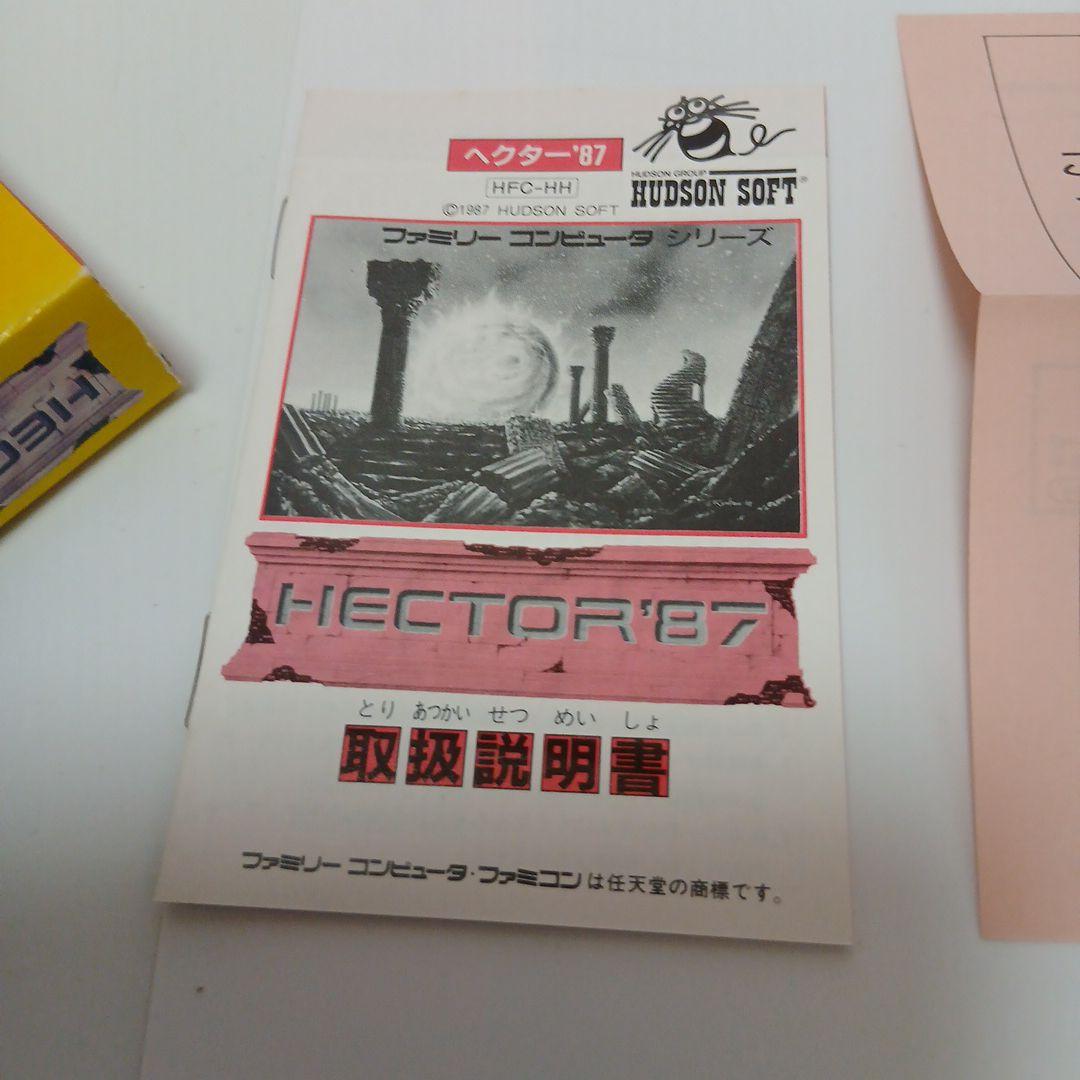 ヘクター'87
HFC-HH
©1987 HUDSON SOFT
HUDSON GROUP
HUDSON SOFT®
ファミリー コンピュータ シリーズ
HECTOR'87
とり あつかい せつ めい しょ
取扱説明書
ファミリー コンピュータ・ファミコンは任天堂の商標です。
HECT